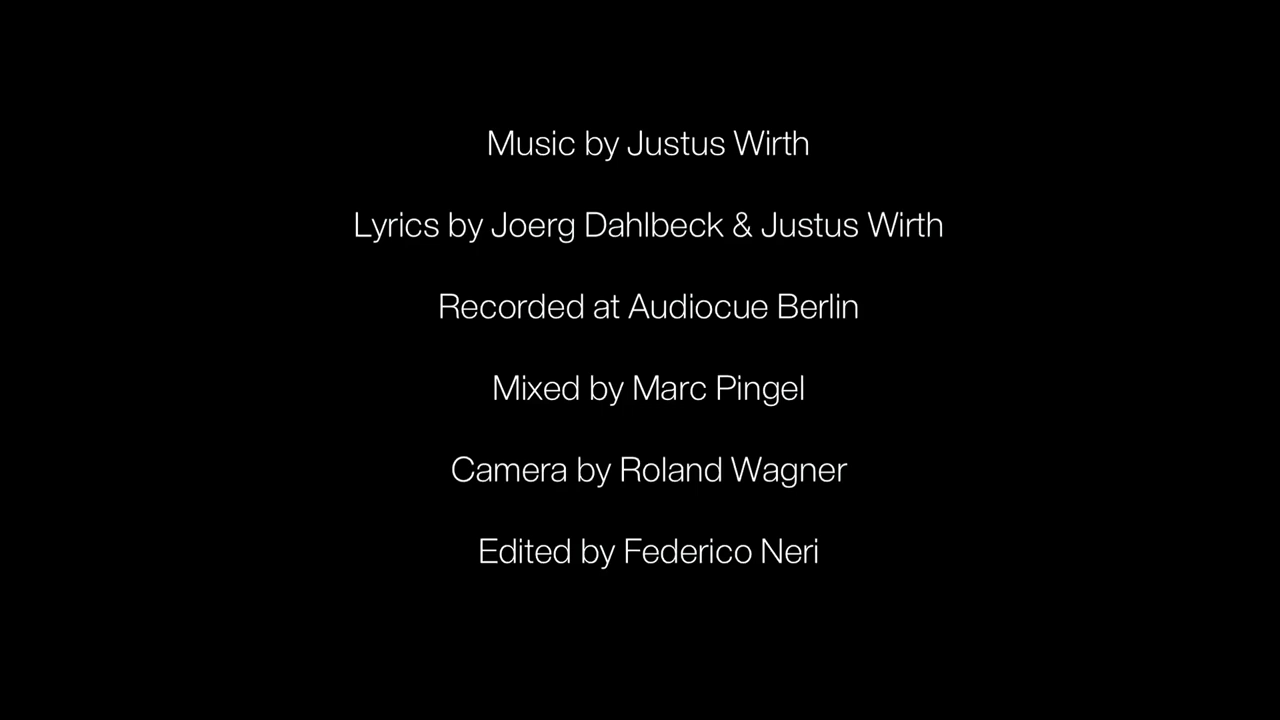 Music by Justus Wirth
Lyrics by Joerg Dahlbeck & Justus Wirth
Recorded at Audiocue Berlin
Mixed by Marc Pingel
Camera by Roland Wagner
Edited by Federico Neri